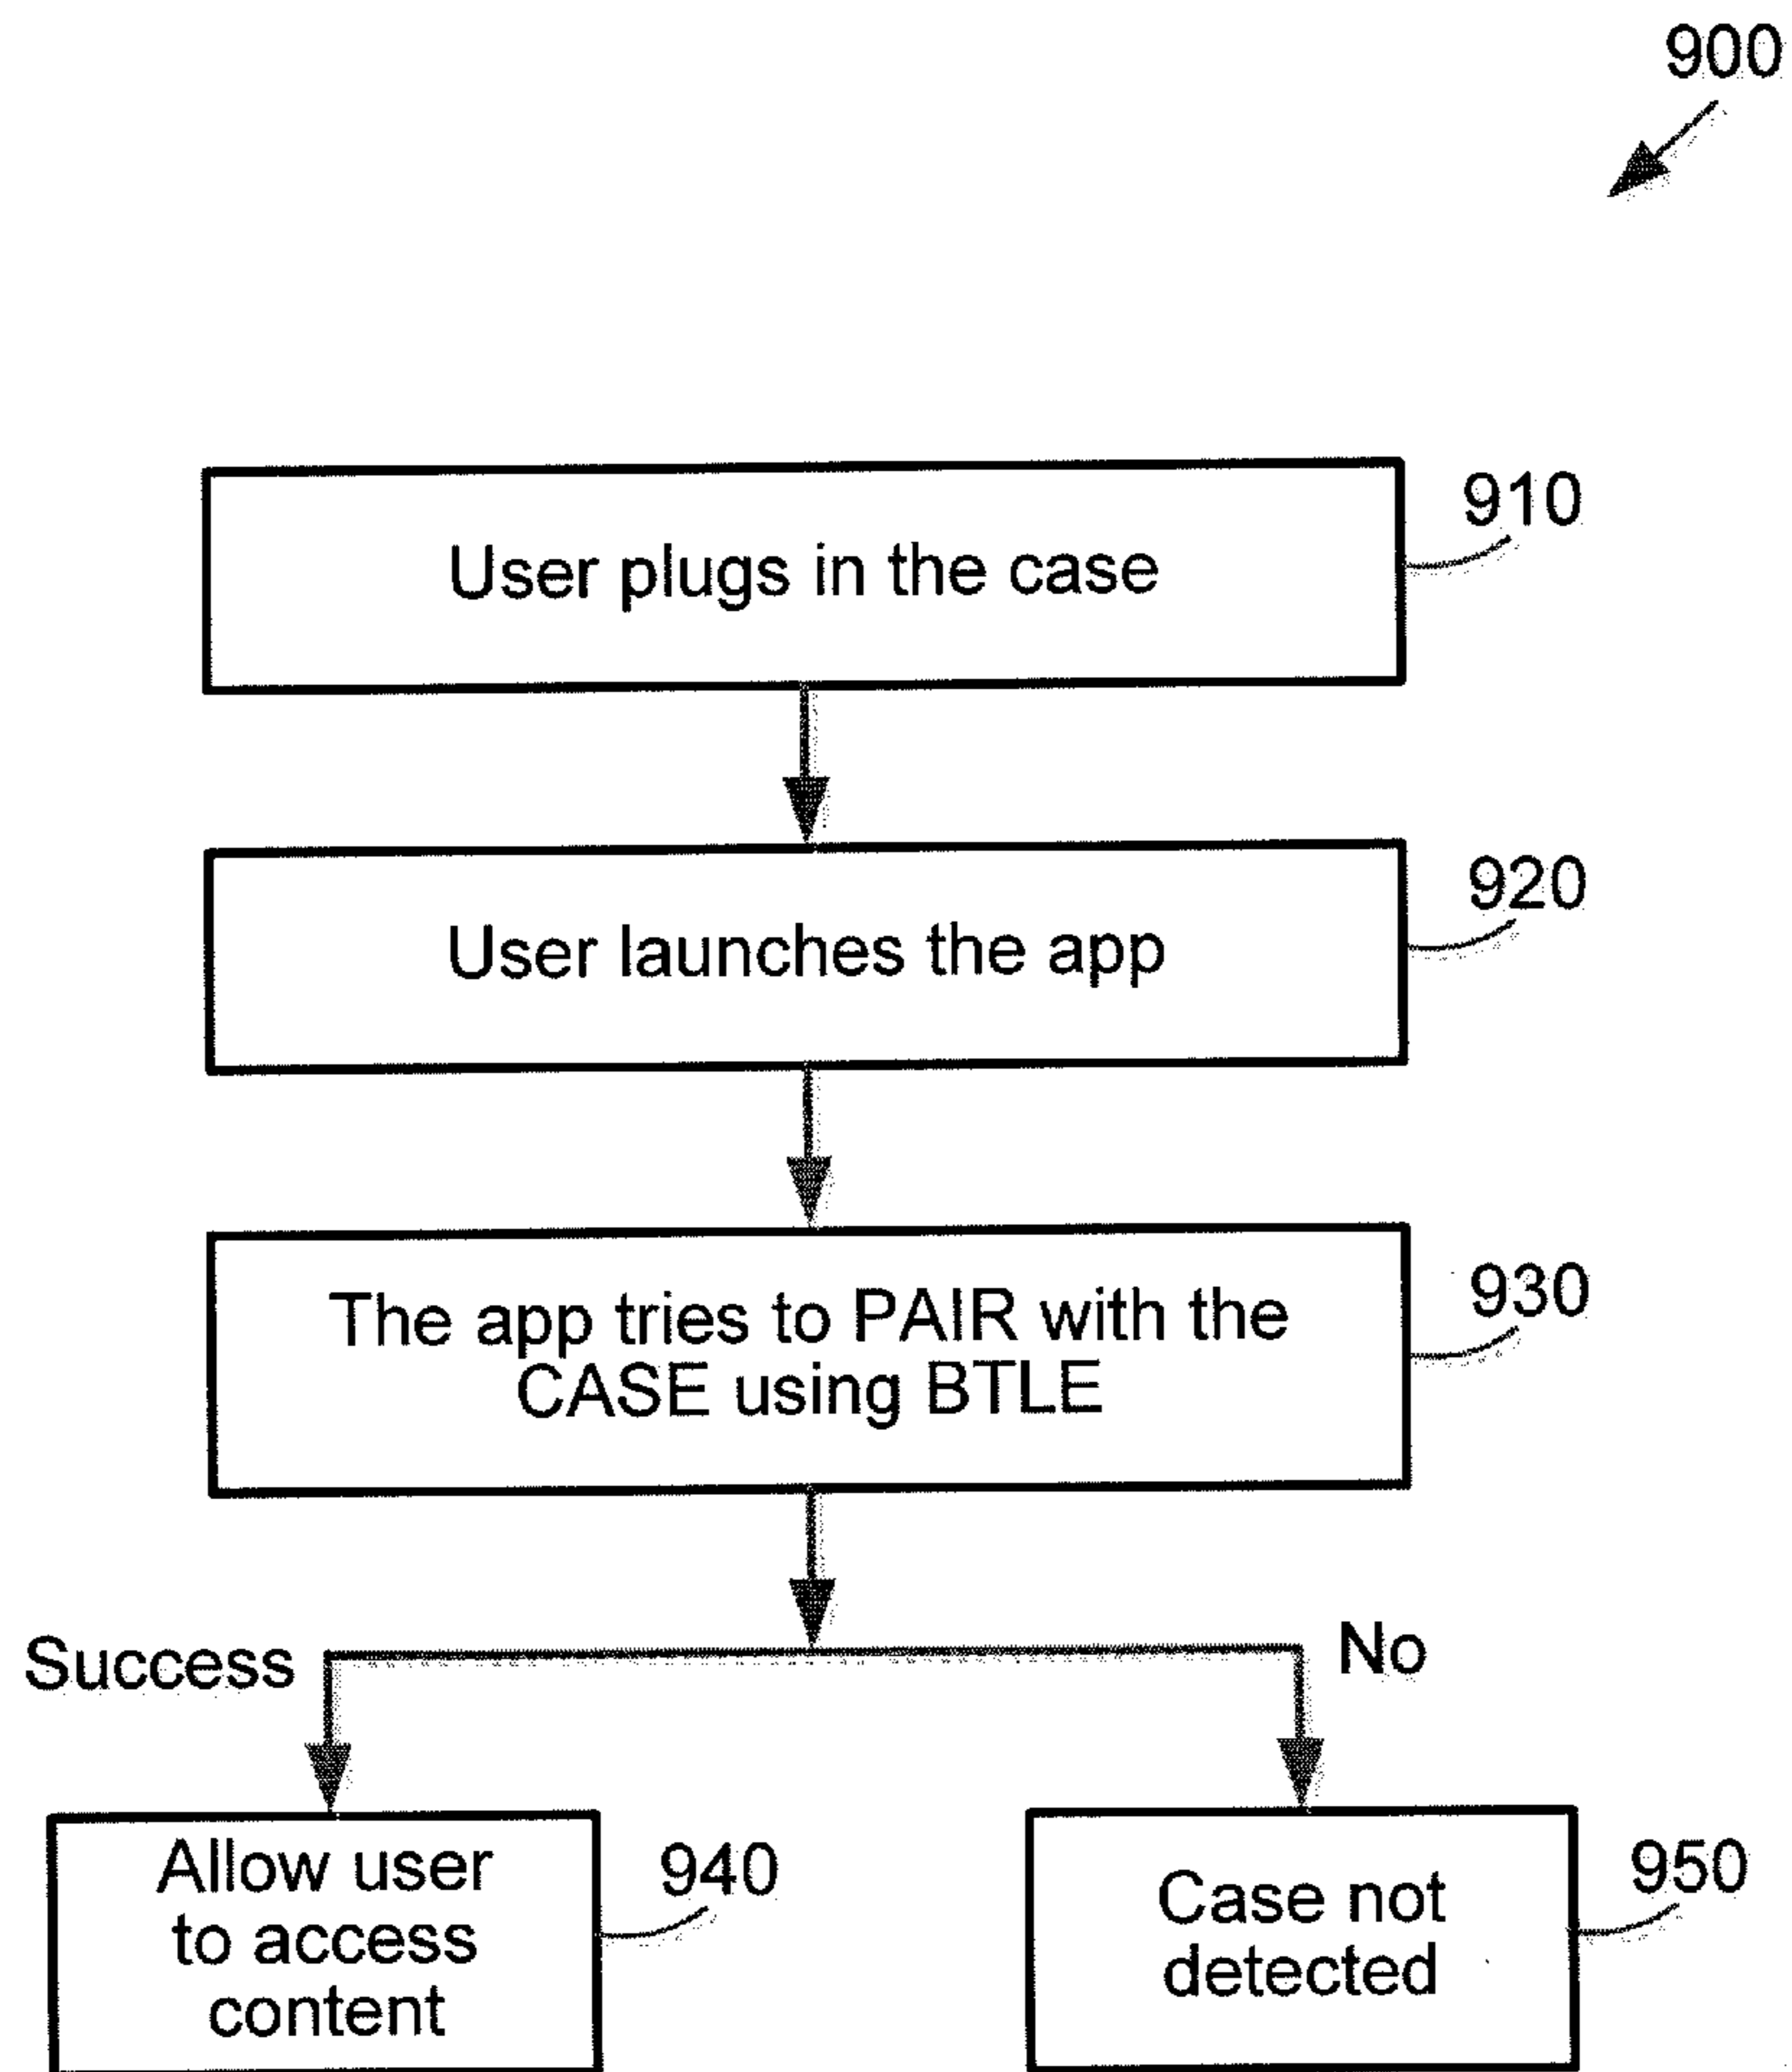 900
User plugs in the case
910
User launches the app
920
The app tries to PAIR with the
CASE using BTLE
930
Success
No
Allow user
to access
content
940
Case not
detected
950